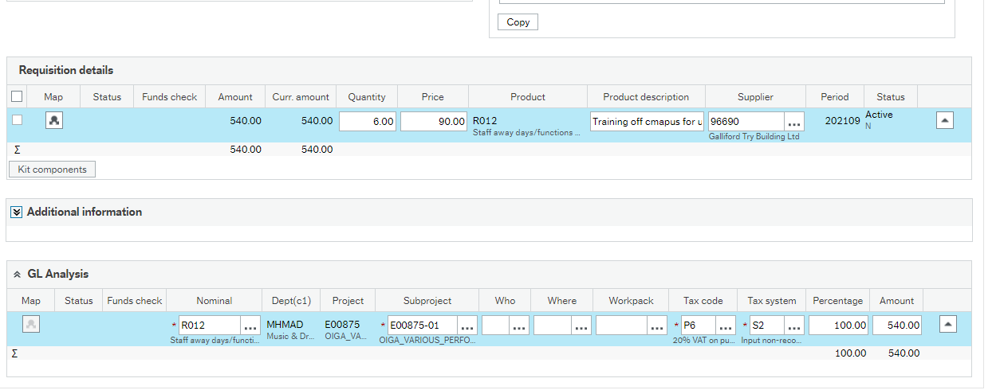 Copy
Requisition details
Map Status Funds check Amount Curr. amount Quantity Price Product Product description Supplier Period Status
540.00 540.00 6.00 90.00 R012 Training off cmapus for u 96690 ... 202109 Active
Staff away days/functions ... Galliford Try Building Ltd N
Σ 540.00 540.00
Kit components
Additional information
GL Analysis
Map Status Funds check Nominal Dept(c1) Project Subproject Who Where Workpack Tax code Tax system Percentage Amount
* R012 ... MHMAD E00875 * E00875-01 ... ... ... ... * P6 ... * S2 ... 100.00 540.00
Staff away days/functi... Music & Dr... OIGA_VA... OIGA_VARIOUS_PERFO... 20% VAT on pu... Input non-reco...
Σ 100.00 540.00